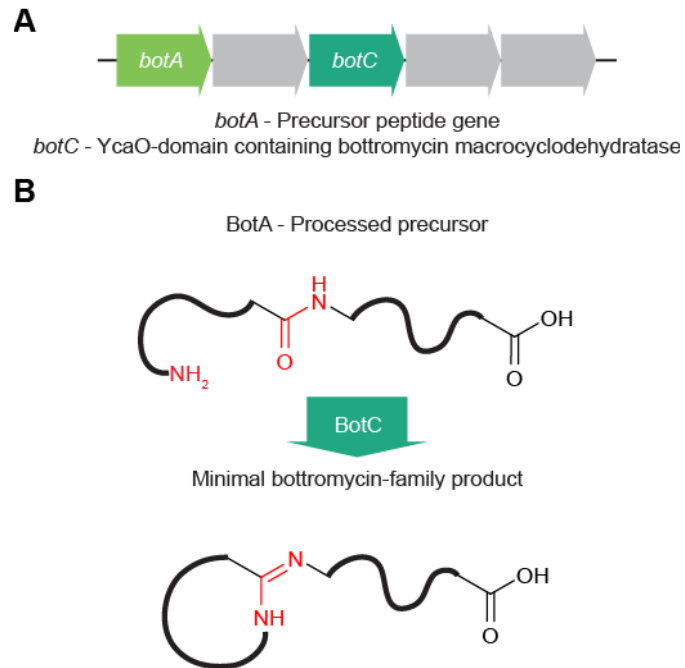 A
botA
botC
botA - Precursor peptide gene
botC - YcaO-domain containing bottromycin macrocyclodehydratase
B
BotA - Processed precursor
H
N
O
NH2
OH
O
BotC
Minimal bottromycin-family product
N
NH
OH
O